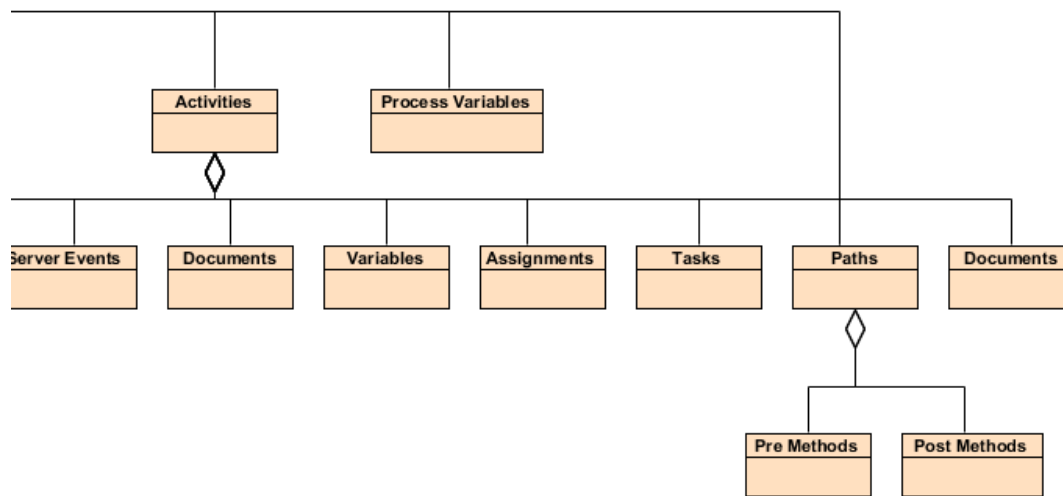 Activities
Process Variables
Server Events
Documents
Variables
Assignments
Tasks
Paths
Documents
Pre Methods
Post Methods